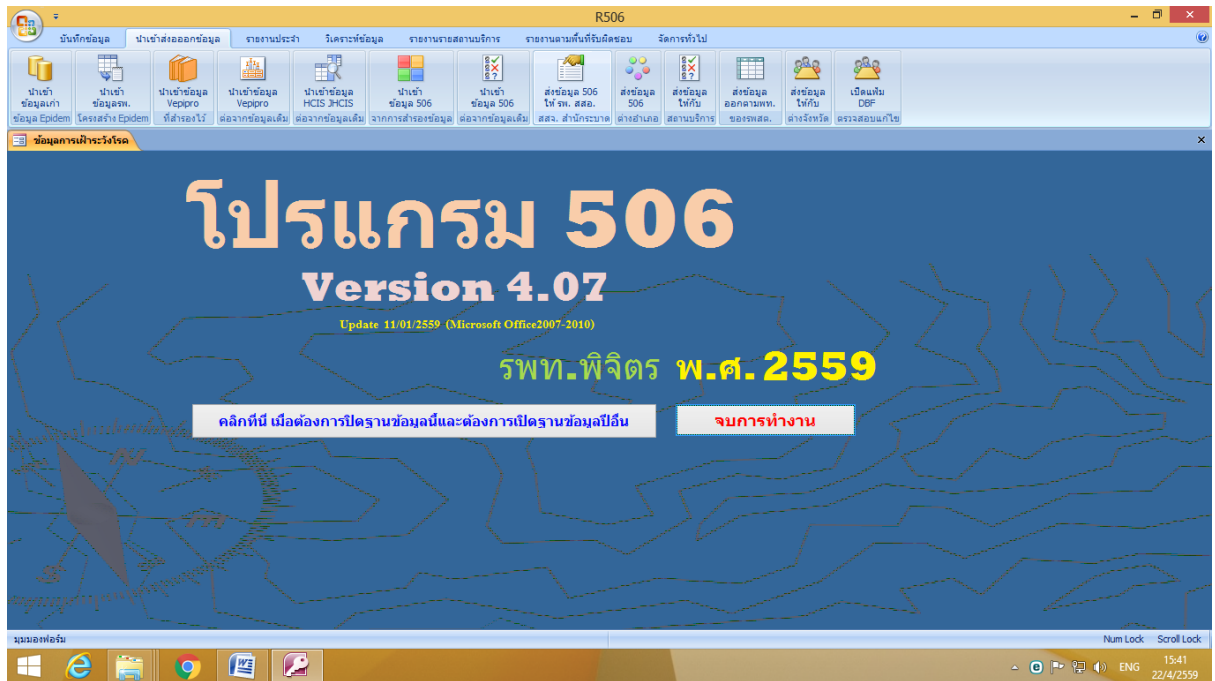 R506
บันทึกข้อมูล นำเข้าส่งออกข้อมูล รายงานประจำ วิเคราะห์ข้อมูล รายงานรายสถานบริการ รายงานตามพื้นที่รับผิดชอบ จัดการทั่วไป
นำเข้า นำเข้า นำเข้าข้อมูล นำเข้าข้อมูล นำเข้าข้อมูล นำเข้า นำเข้า ส่งข้อมูล 506 ส่งข้อมูล ส่งข้อมูล ส่งข้อมูล ส่งข้อมูล เปิดแฟ้ม
ข้อมูลเก่า ข้อมูลรพ. Vepipro Vepipro HCIS JHCIS ข้อมูล 506 ข้อมูล 506 ให้ รพ. สสอ. 506 ให้กับ ออกตามพท. ให้กับ DBF
ข้อมูล Epidem โครงสร้าง Epidem ที่สำรองไว้ ต่อจากข้อมูลเดิม ต่อจากข้อมูลเดิม จากการสำรองข้อมูล ต่อจากข้อมูลเดิม สสจ. สำนักระบาด ต่างอำเภอ สถานบริการ ของรพสต. ต่างจังหวัด ตรวจสอบแก้ไข
ข้อมูลการเฝ้าระวังโรค
โปรแกรม 506
Version 4.07
Update 11/01/2559 (Microsoft Office2007-2010)
รพท.พิจิตร พ.ศ. 2559
คลิกที่นี่ เมื่อต้องการปิดฐานข้อมูลนี้และต้องการเปิดฐานข้อมูลปีอื่น จบการทำงาน
มุมมองฟอร์ม Num Lock Scroll Lock
ENG 15:41
22/4/2559